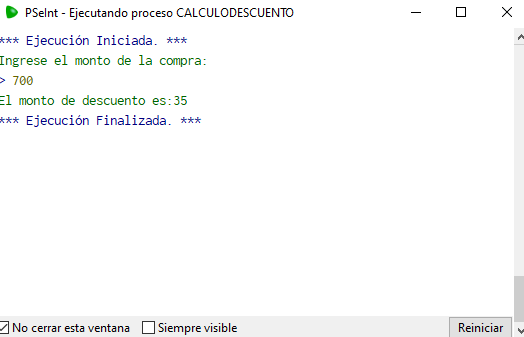 PSeInt - Ejecutando proceso CALCULODESCUENTO
*** Ejecución Iniciada. ***
Ingrese el monto de la compra:
> 700
El monto de descuento es:35
*** Ejecución Finalizada. ***
No cerrar esta ventana Siempre visible Reiniciar